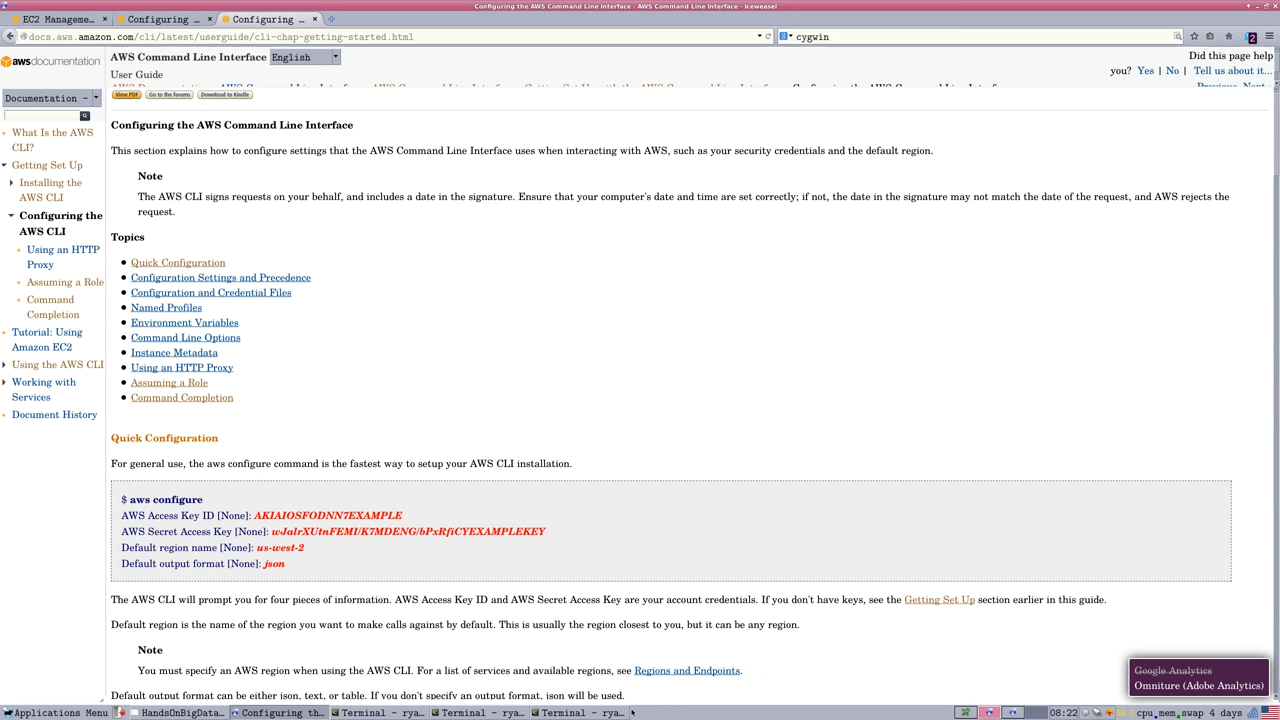 Configuring the AWS Command Line Interface - AWS Command Line Interface - Iceweasel
EC2 Manageme... × Configuring ... × Configuring ... ×
docs.aws.amazon.com/cli/latest/userguide/cli-chap-getting-started.html
cygwin
2
awsdocumentation
AWS Command Line Interface English
User Guide
Did this page help
you? Yes | No | Tell us about it...
View PDF Go to the forums Download to Kindle
Documentation -
What Is the AWS
CLI?
Getting Set Up
Installing the
AWS CLI
Configuring the
AWS CLI
Using an HTTP
Proxy
Assuming a Role
Command
Completion
Tutorial: Using
Amazon EC2
Using the AWS CLI
Working with
Services
Document History
Configuring the AWS Command Line Interface
This section explains how to configure settings that the AWS Command Line Interface uses when interacting with AWS, such as your security credentials and the default region.
Note
The AWS CLI signs requests on your behalf, and includes a date in the signature. Ensure that your computer's date and time are set correctly; if not, the date in the signature may not match the date of the request, and AWS rejects the
request.
Topics
Quick Configuration
Configuration Settings and Precedence
Configuration and Credential Files
Named Profiles
Environment Variables
Command Line Options
Instance Metadata
Using an HTTP Proxy
Assuming a Role
Command Completion
Quick Configuration
For general use, the aws configure command is the fastest way to setup your AWS CLI installation.
$ aws configure
AWS Access Key ID [None]: AKIAIOSFODNN7EXAMPLE
AWS Secret Access Key [None]: wJalrXUtnFEMI/K7MDENG/bPxRfiCYEXAMPLEKEY
Default region name [None]: us-west-2
Default output format [None]: json
The AWS CLI will prompt you for four pieces of information. AWS Access Key ID and AWS Secret Access Key are your account credentials. If you don't have keys, see the Getting Set Up section earlier in this guide.
Default region is the name of the region you want to make calls against by default. This is usually the region closest to you, but it can be any region.
Note
You must specify an AWS region when using the AWS CLI. For a list of services and available regions, see Regions and Endpoints.
Default output format can be either json, text, or table. If you don't specify an output format, json will be used.
Google Analytics
Omniture (Adobe Analytics)
Applications Menu HandsOnBigData... Configuring th... Terminal - rya... Terminal - rya... Terminal - rya... 08:22 cpu mem swap 4 days